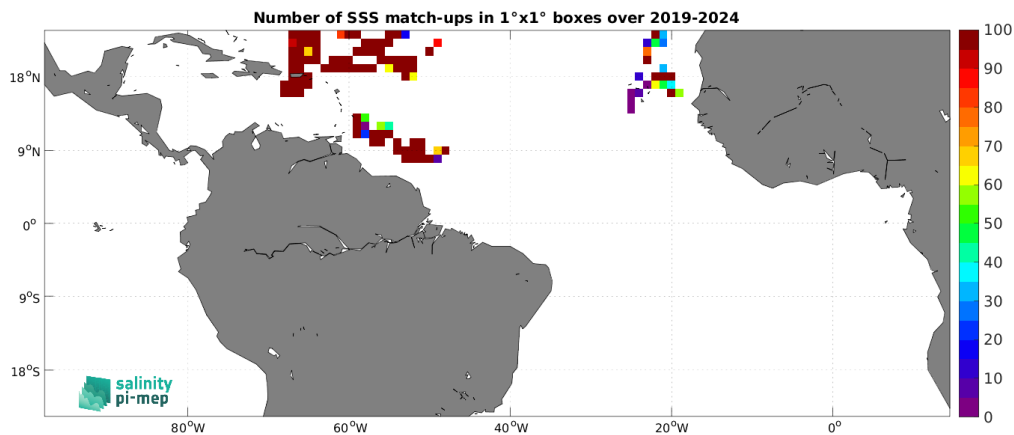 Number of SSS match-ups in 1°x1° boxes over 2019-2024
100
90
80
70
60
50
40
30
20
10
0
18°N
9°N
0°
9°S
18°S
80°W
60°W
40°W
20°W
0°
salinity
pi-mep